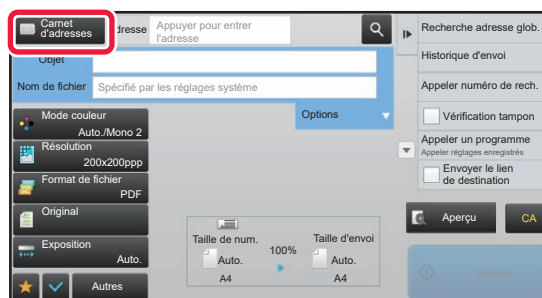 Carnet
d'adresses
dresse
Appuyer pour entrer
l'adresse
Objet
Nom de fichier
Spécifié par les réglages système
Options
Mode couleur
Auto./Mono 2
Résolution
200x200ppp
Format de fichier
PDF
Original
Exposition
Auto.
Autres
Taille de num.
Auto.
A4
100%
Taille d'envoi
Auto.
A4
Recherche adresse glob.
Historique d'envoi
Appeler numéro de rech.
Vérification tampon
Appeler un programme
Appeler réglages enregistrés
Envoyer le lien
de destination
Aperçu
CA
Départ